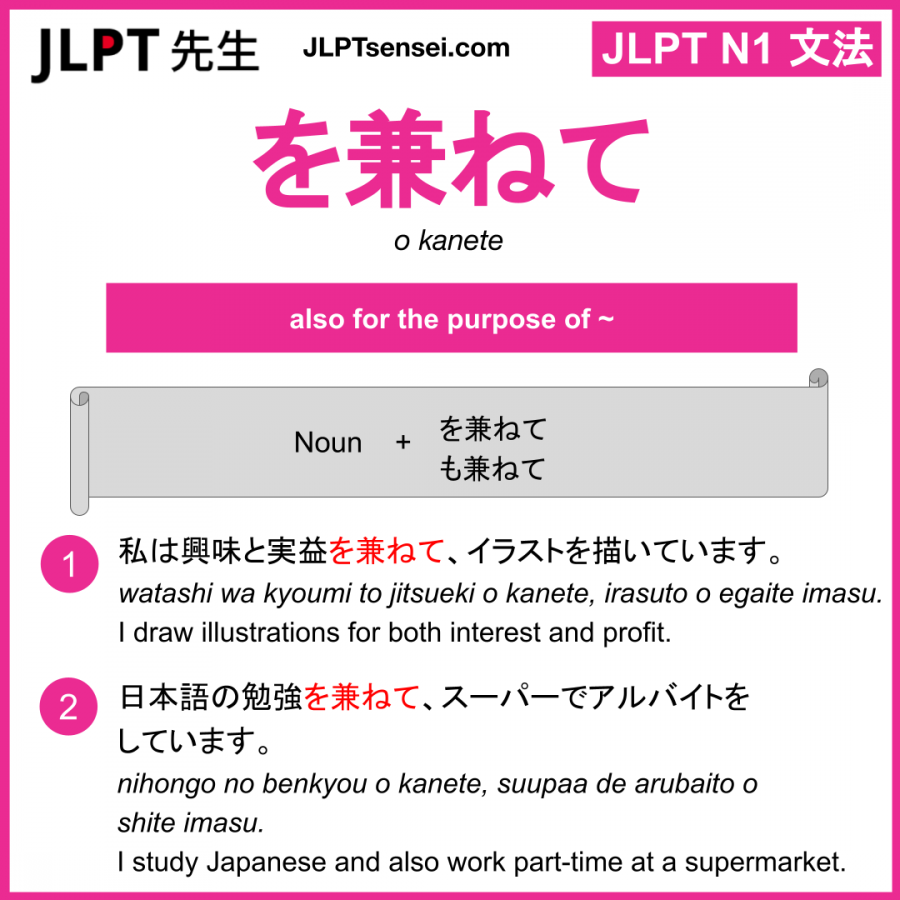 JLPT 先生 JLPTsensei.com JLPT N1 文法
を兼ねて
o kanete
also for the purpose of ~
Noun + を兼ねて
も兼ねて
1 私は興味と実益を兼ねて、イラストを描いています。
watashi wa kyoumi to jitsueki o kanete, irasuto o egaite imasu.
I draw illustrations for both interest and profit.
2 日本語の勉強を兼ねて、スーパーでアルバイトを
しています。
nihongo no benkyou o kanete, suupaa de arubaito o
shite imasu.
I study Japanese and also work part-time at a supermarket.